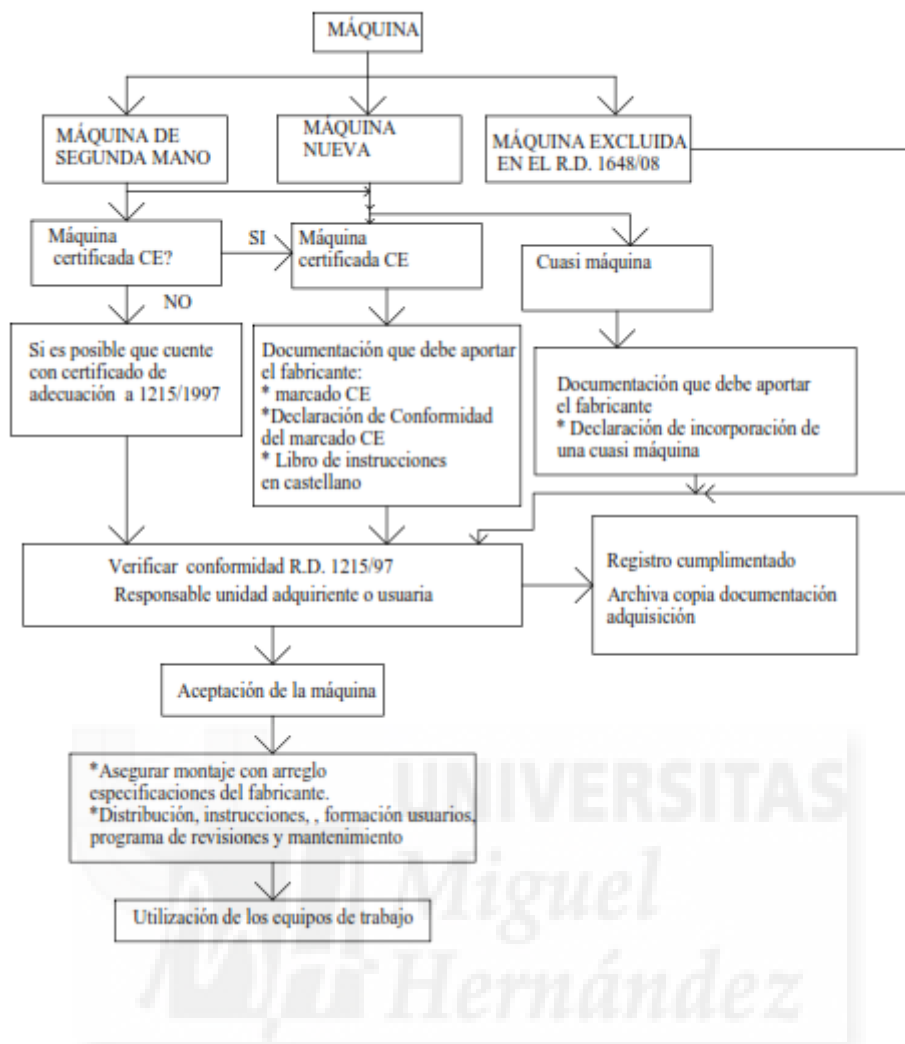 MÁQUINA
MÁQUINA DE
SEGUNDA MANO
MÁQUINA
NUEVA
MÁQUINA EXCLUIDA
EN EL R.D. 1648/08
Máquina
certificada CE?
SI
Máquina
certificada CE
Cuasi máquina
NO
Si es posible que cuente
con certificado de
adecuación a 1215/1997
Documentación que debe aportar
el fabricante:
* marcado CE
*Declaración de Conformidad
del marcado CE
* Libro de instrucciones
en castellano
Documentación que debe aportar
el fabricante
* Declaración de incorporación de
una cuasi máquina
Verificar conformidad R.D. 1215/97
Responsable unidad adquiriente o usuaria
Registro cumplimentado
Archiva copia documentación
adquisición
Aceptación de la máquina
*Asegurar montaje con arreglo
especificaciones del fabricante.
*Distribución, instrucciones, , formación usuarios,
programa de revisiones y mantenimiento
Utilización de los equipos de trabajo
UNIVERSITAS
Miguel
Hernández